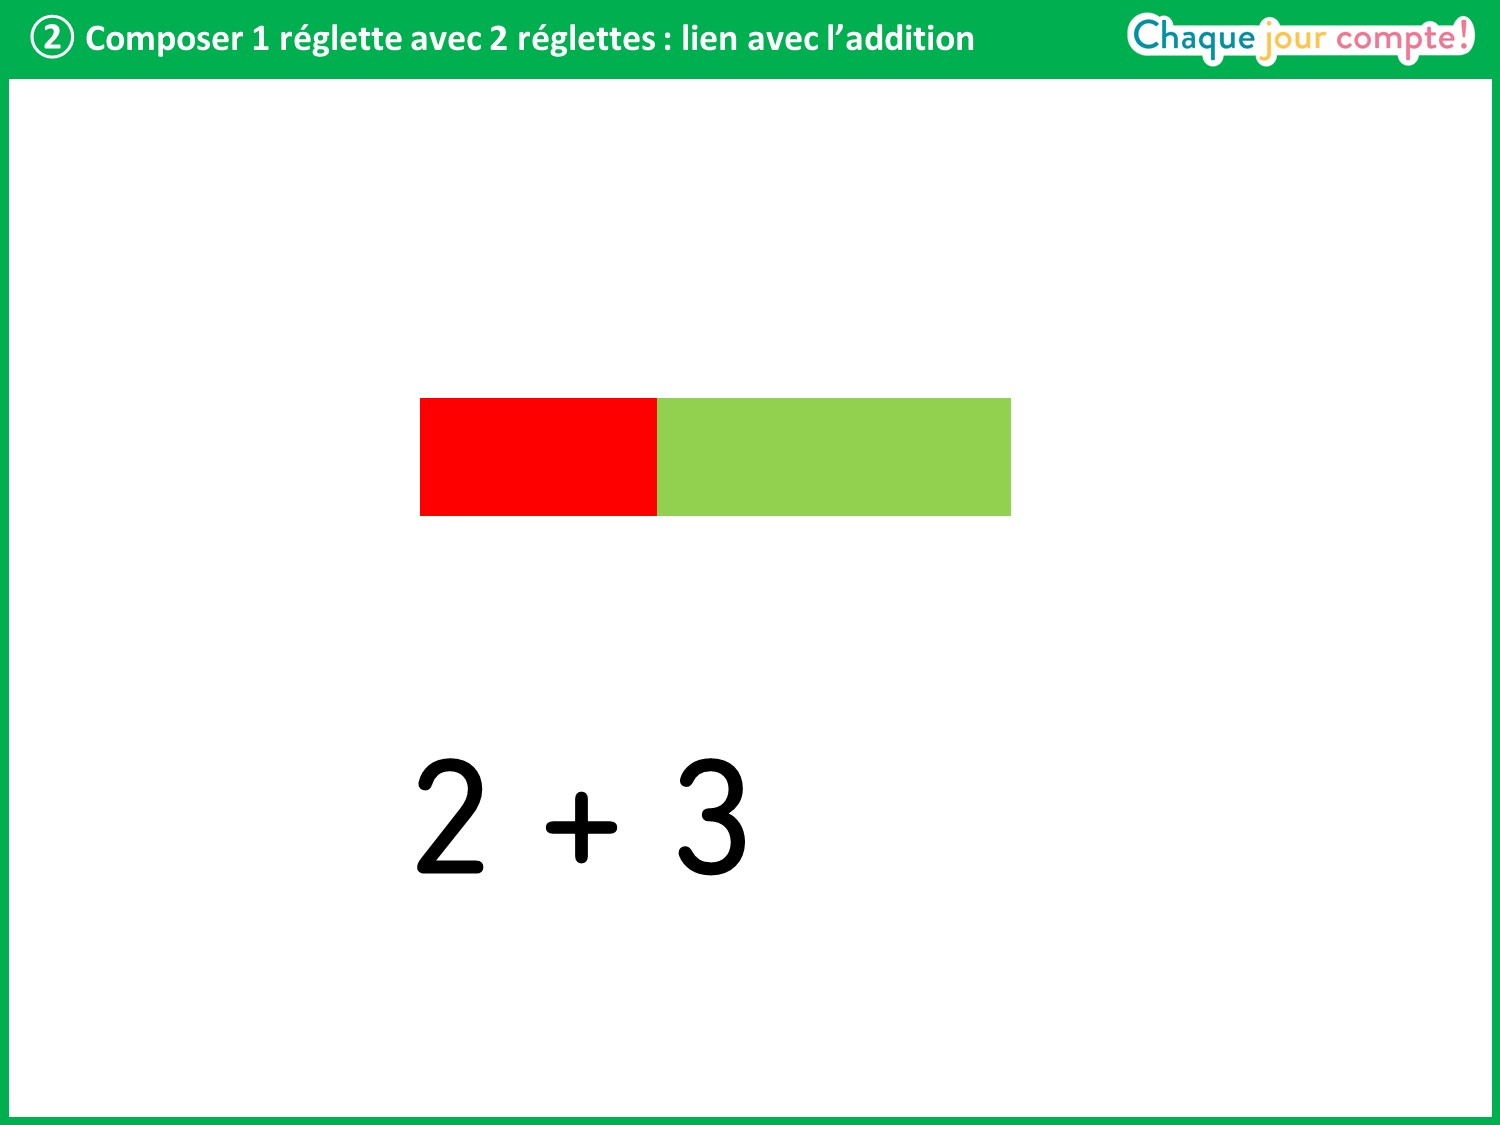 ② Composer 1 réglette avec 2 réglettes : lien avec l’addition
Chaque jour compte!
2 + 3